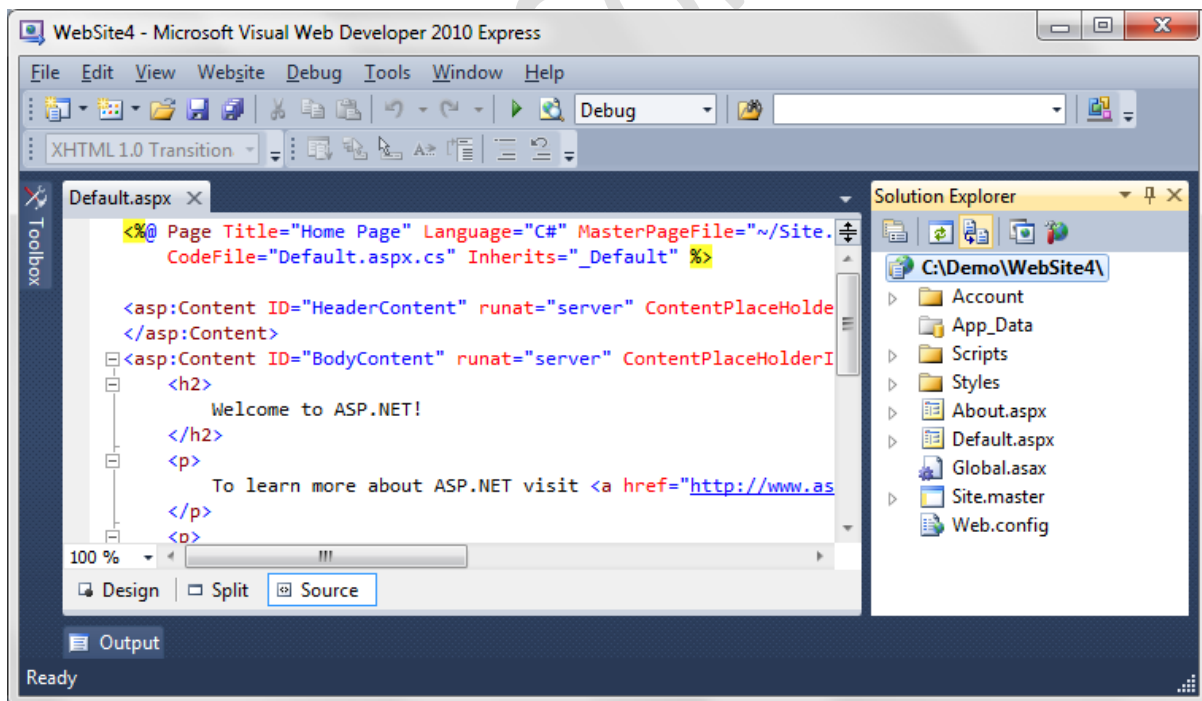 WebSite4 - Microsoft Visual Web Developer 2010 Express
File Edit View Website Debug Tools Window Help
Debug
XHTML 1.0 Transition
Toolbox
Default.aspx
<%@ Page Title="Home Page" Language="C#" MasterPageFile="~/Site.
CodeFile="Default.aspx.cs" Inherits="_Default" %>
<asp:Content ID="HeaderContent" runat="server" ContentPlaceHolde
</asp:Content>
<asp:Content ID="BodyContent" runat="server" ContentPlaceHolderI
<h2>
Welcome to ASP.NET!
</h2>
<p>
To learn more about ASP.NET visit <a href="http://www.as
</p>
<p>
100 %
Design Split Source
Solution Explorer
C:\Demo\WebSite4\
Account
App_Data
Scripts
Styles
About.aspx
Default.aspx
Global.asax
Site.master
Web.config
Output
Ready